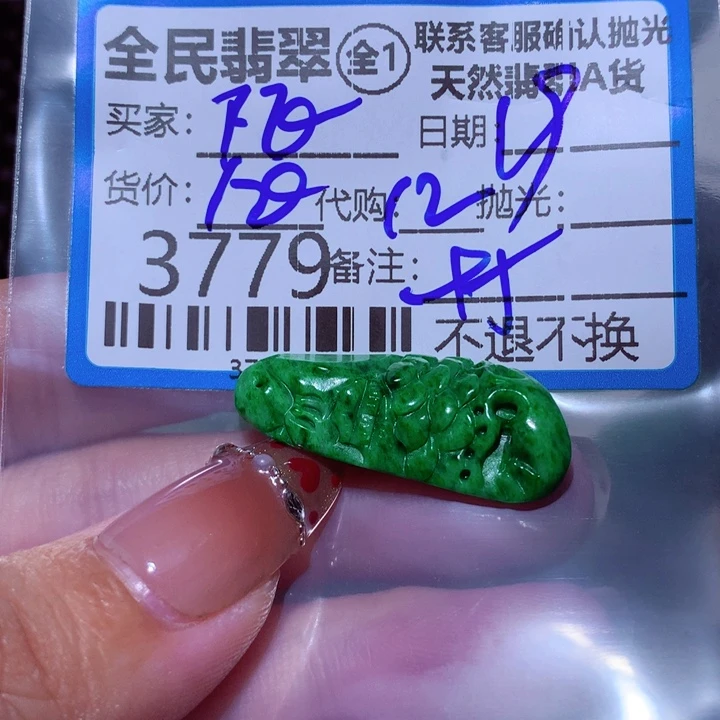 全民翡翠 全1 联系客服确认抛光
天然翡翠A货
买家: 日期:
货价: 代购: 12 抛光:
3779 备注:
不退不换